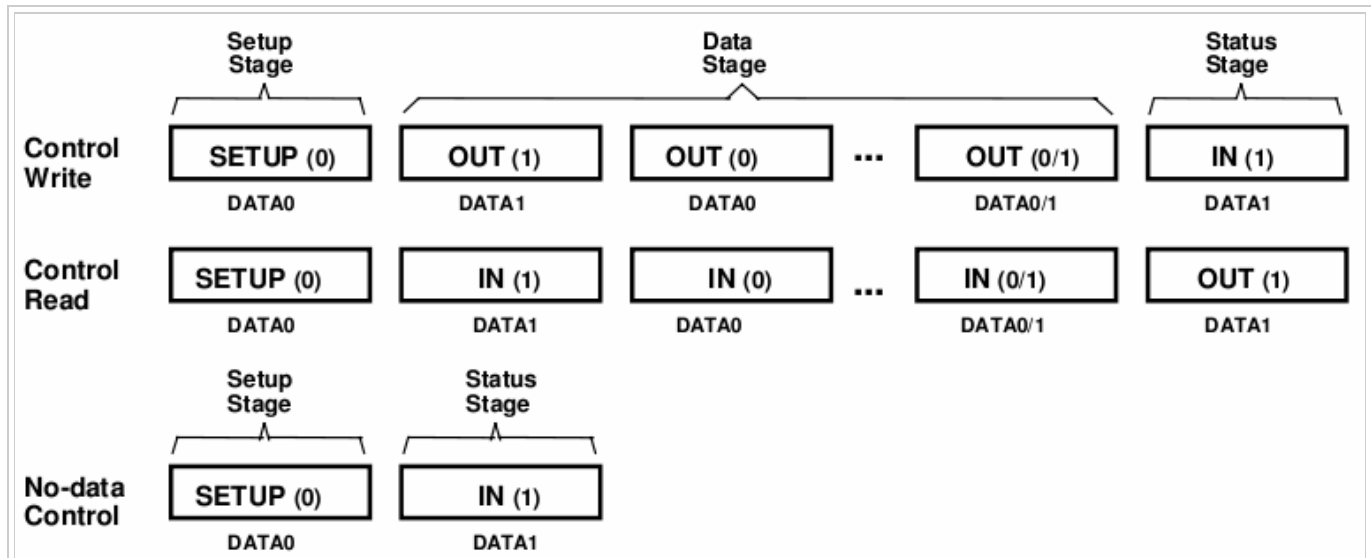 Setup
Stage
Data
Stage
Status
Stage
Control
Write
SETUP (0) OUT (1) OUT (0) ... OUT (0/1) IN (1)
DATA0 DATA1 DATA0 DATA0/1 DATA1
Control
Read
SETUP (0) IN (1) IN (0) ... IN (0/1) OUT (1)
DATA0 DATA1 DATA0 DATA0/1 DATA1
Setup
Stage
Status
Stage
No-data
Control
SETUP (0) IN (1)
DATA0 DATA1